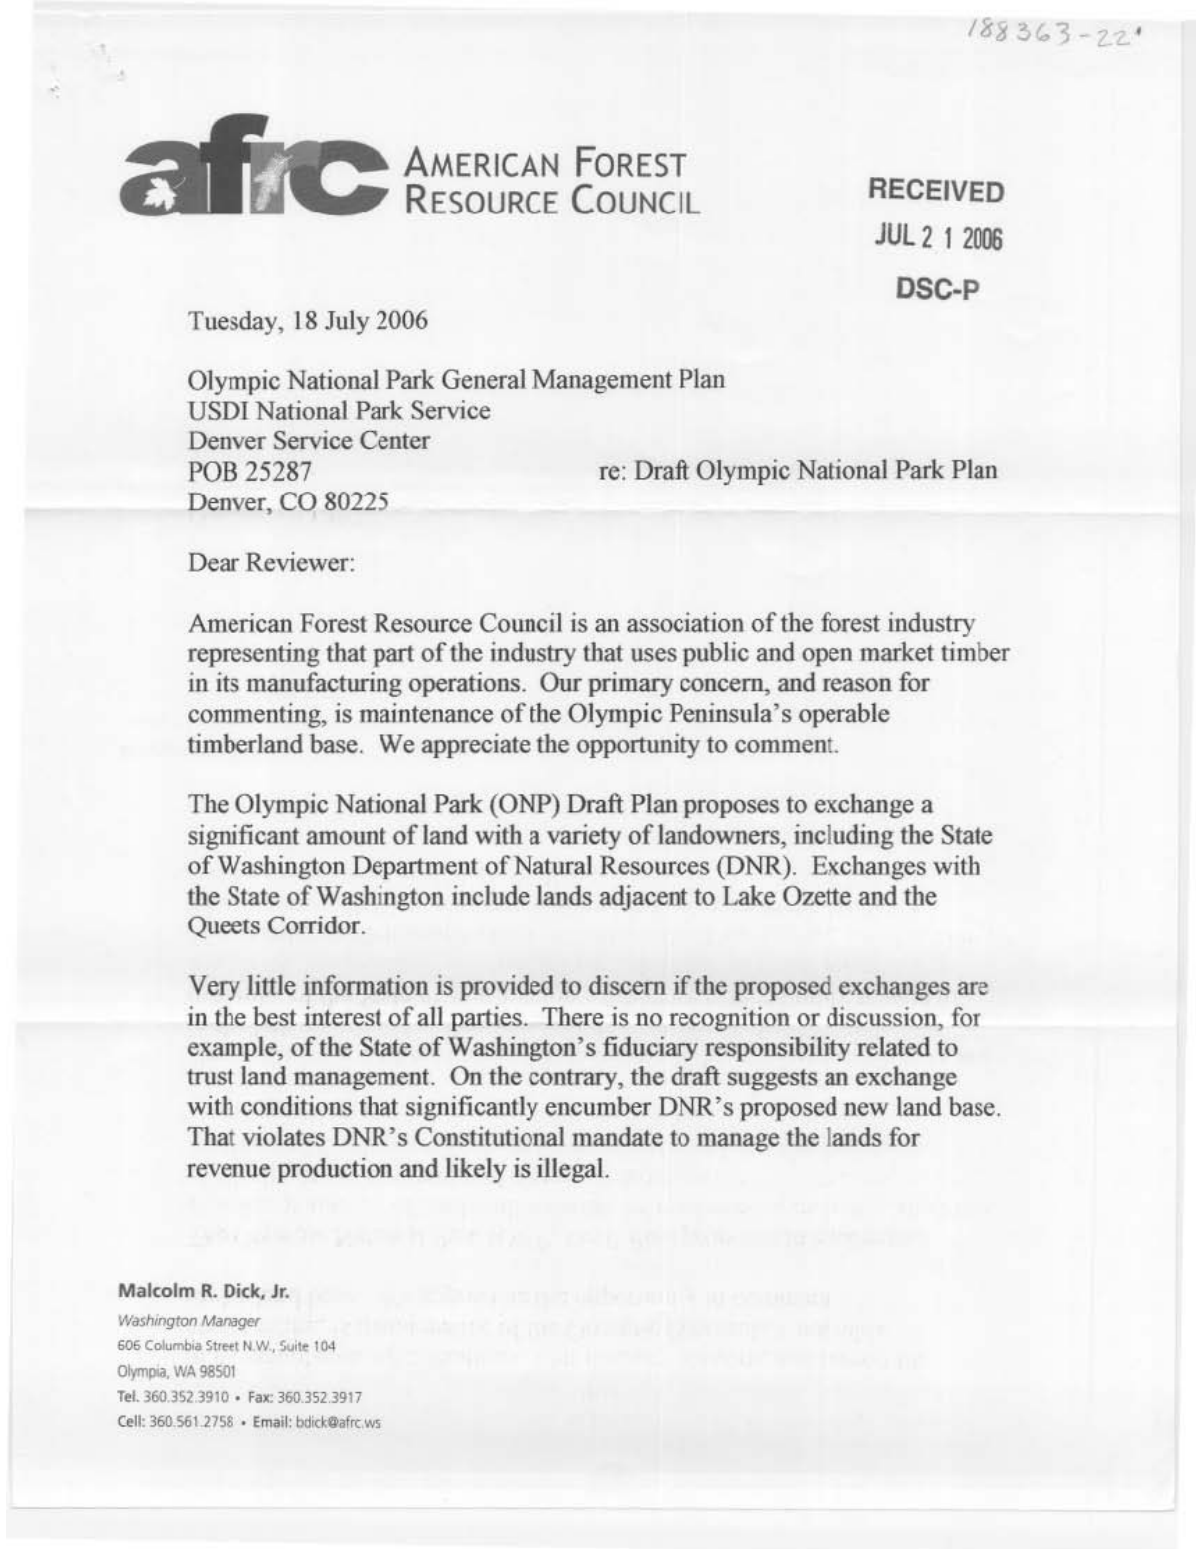 188363-22
afrc AMERICAN FOREST
RESOURCE COUNCIL
RECEIVED
JUL 21 2006
DSC-P
Tuesday, 18 July 2006
Olympic National Park General Management Plan
USDI National Park Service
Denver Service Center
POB 25287 re: Draft Olympic National Park Plan
Denver, CO 80225
Dear Reviewer:
American Forest Resource Council is an association of the forest industry
representing that part of the industry that uses public and open market timber
in its manufacturing operations. Our primary concern, and reason for
commenting, is maintenance of the Olympic Peninsula's operable
timberland base. We appreciate the opportunity to comment.
The Olympic National Park (ONP) Draft Plan proposes to exchange a
significant amount of land with a variety of landowners, including the State
of Washington Department of Natural Resources (DNR). Exchanges with
the State of Washington include lands adjacent to Lake Ozette and the
Queets Corridor.
Very little information is provided to discern if the proposed exchanges are
in the best interest of all parties. There is no recognition or discussion, for
example, of the State of Washington's fiduciary responsibility related to
trust land management. On the contrary, the draft suggests an exchange
with conditions that significantly encumber DNR's proposed new land base.
That violates DNR's Constitutional mandate to manage the lands for
revenue production and likely is illegal.
Malcolm R. Dick, Jr.
Washington Manager
606 Columbia Street N.W., Suite 104
Olympia, WA 98501
Tel. 360.352.3910 • Fax: 360.352.3917
Cell: 360.561.2758 • Email: bdick@afrc.ws